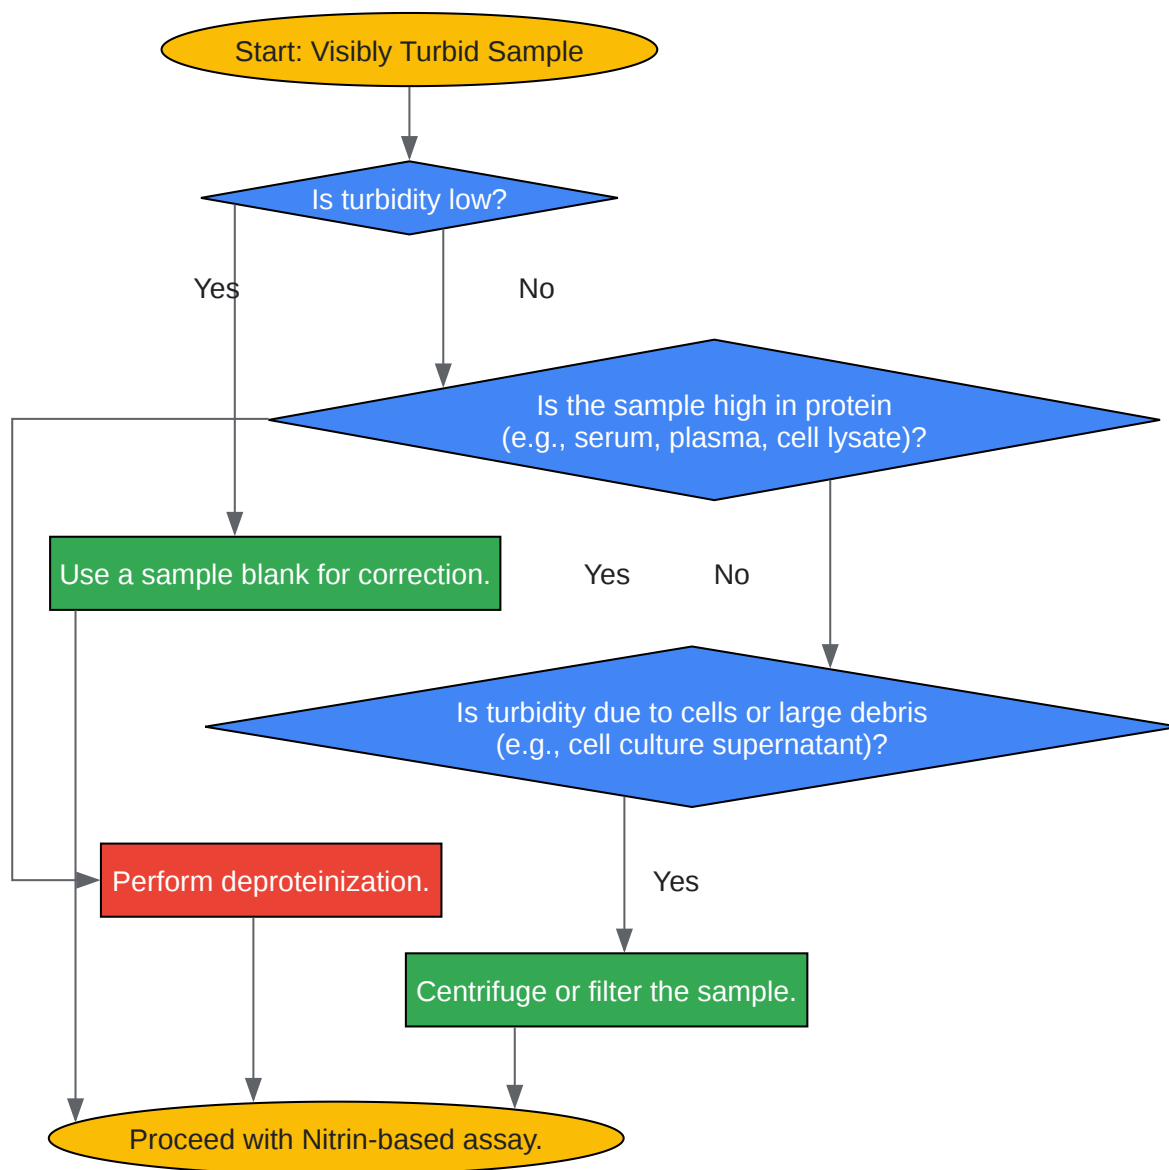 Start: Visibly Turbid Sample
Is turbidity low?
Yes
No
Is the sample high in protein
(e.g., serum, plasma, cell lysate)?
Use a sample blank for correction.
Yes
No
Is turbidity due to cells or large debris
(e.g., cell culture supernatant)?
Perform deproteinization.
Yes
Centrifuge or filter the sample.
Proceed with Nitrin-based assay.